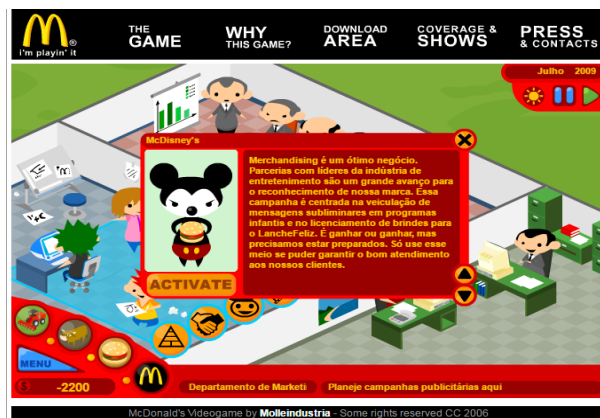 THE
GAME
WHY
THIS GAME?
DOWNLOAD
AREA
COVERAGE &
SHOWS
PRESS
& CONTACTS
i'm playin' it
Julho 2009
McDisney's
Merchandising é um ótimo negócio.
Parcerias com líderes da indústria de
entretenimento são um grande avanço para
o reconhecimento de nossa marca. Essa
campanha é centrada na veiculação de
mensagens subliminares em programas
infantis e no licenciamento de brindes para
o LancheFeliz. É ganhar ou ganhar, mas
precisamos estar preparados. Só use esse
meio se puder garantir o bom atendimento
aos nossos clientes.
ACTIVATE
MENU
-2200
Departamento de Marketi
Planeje campanhas publicitárias aqui
McDonald's Videogame by Molleindustria - Some rights reserved CC 2006